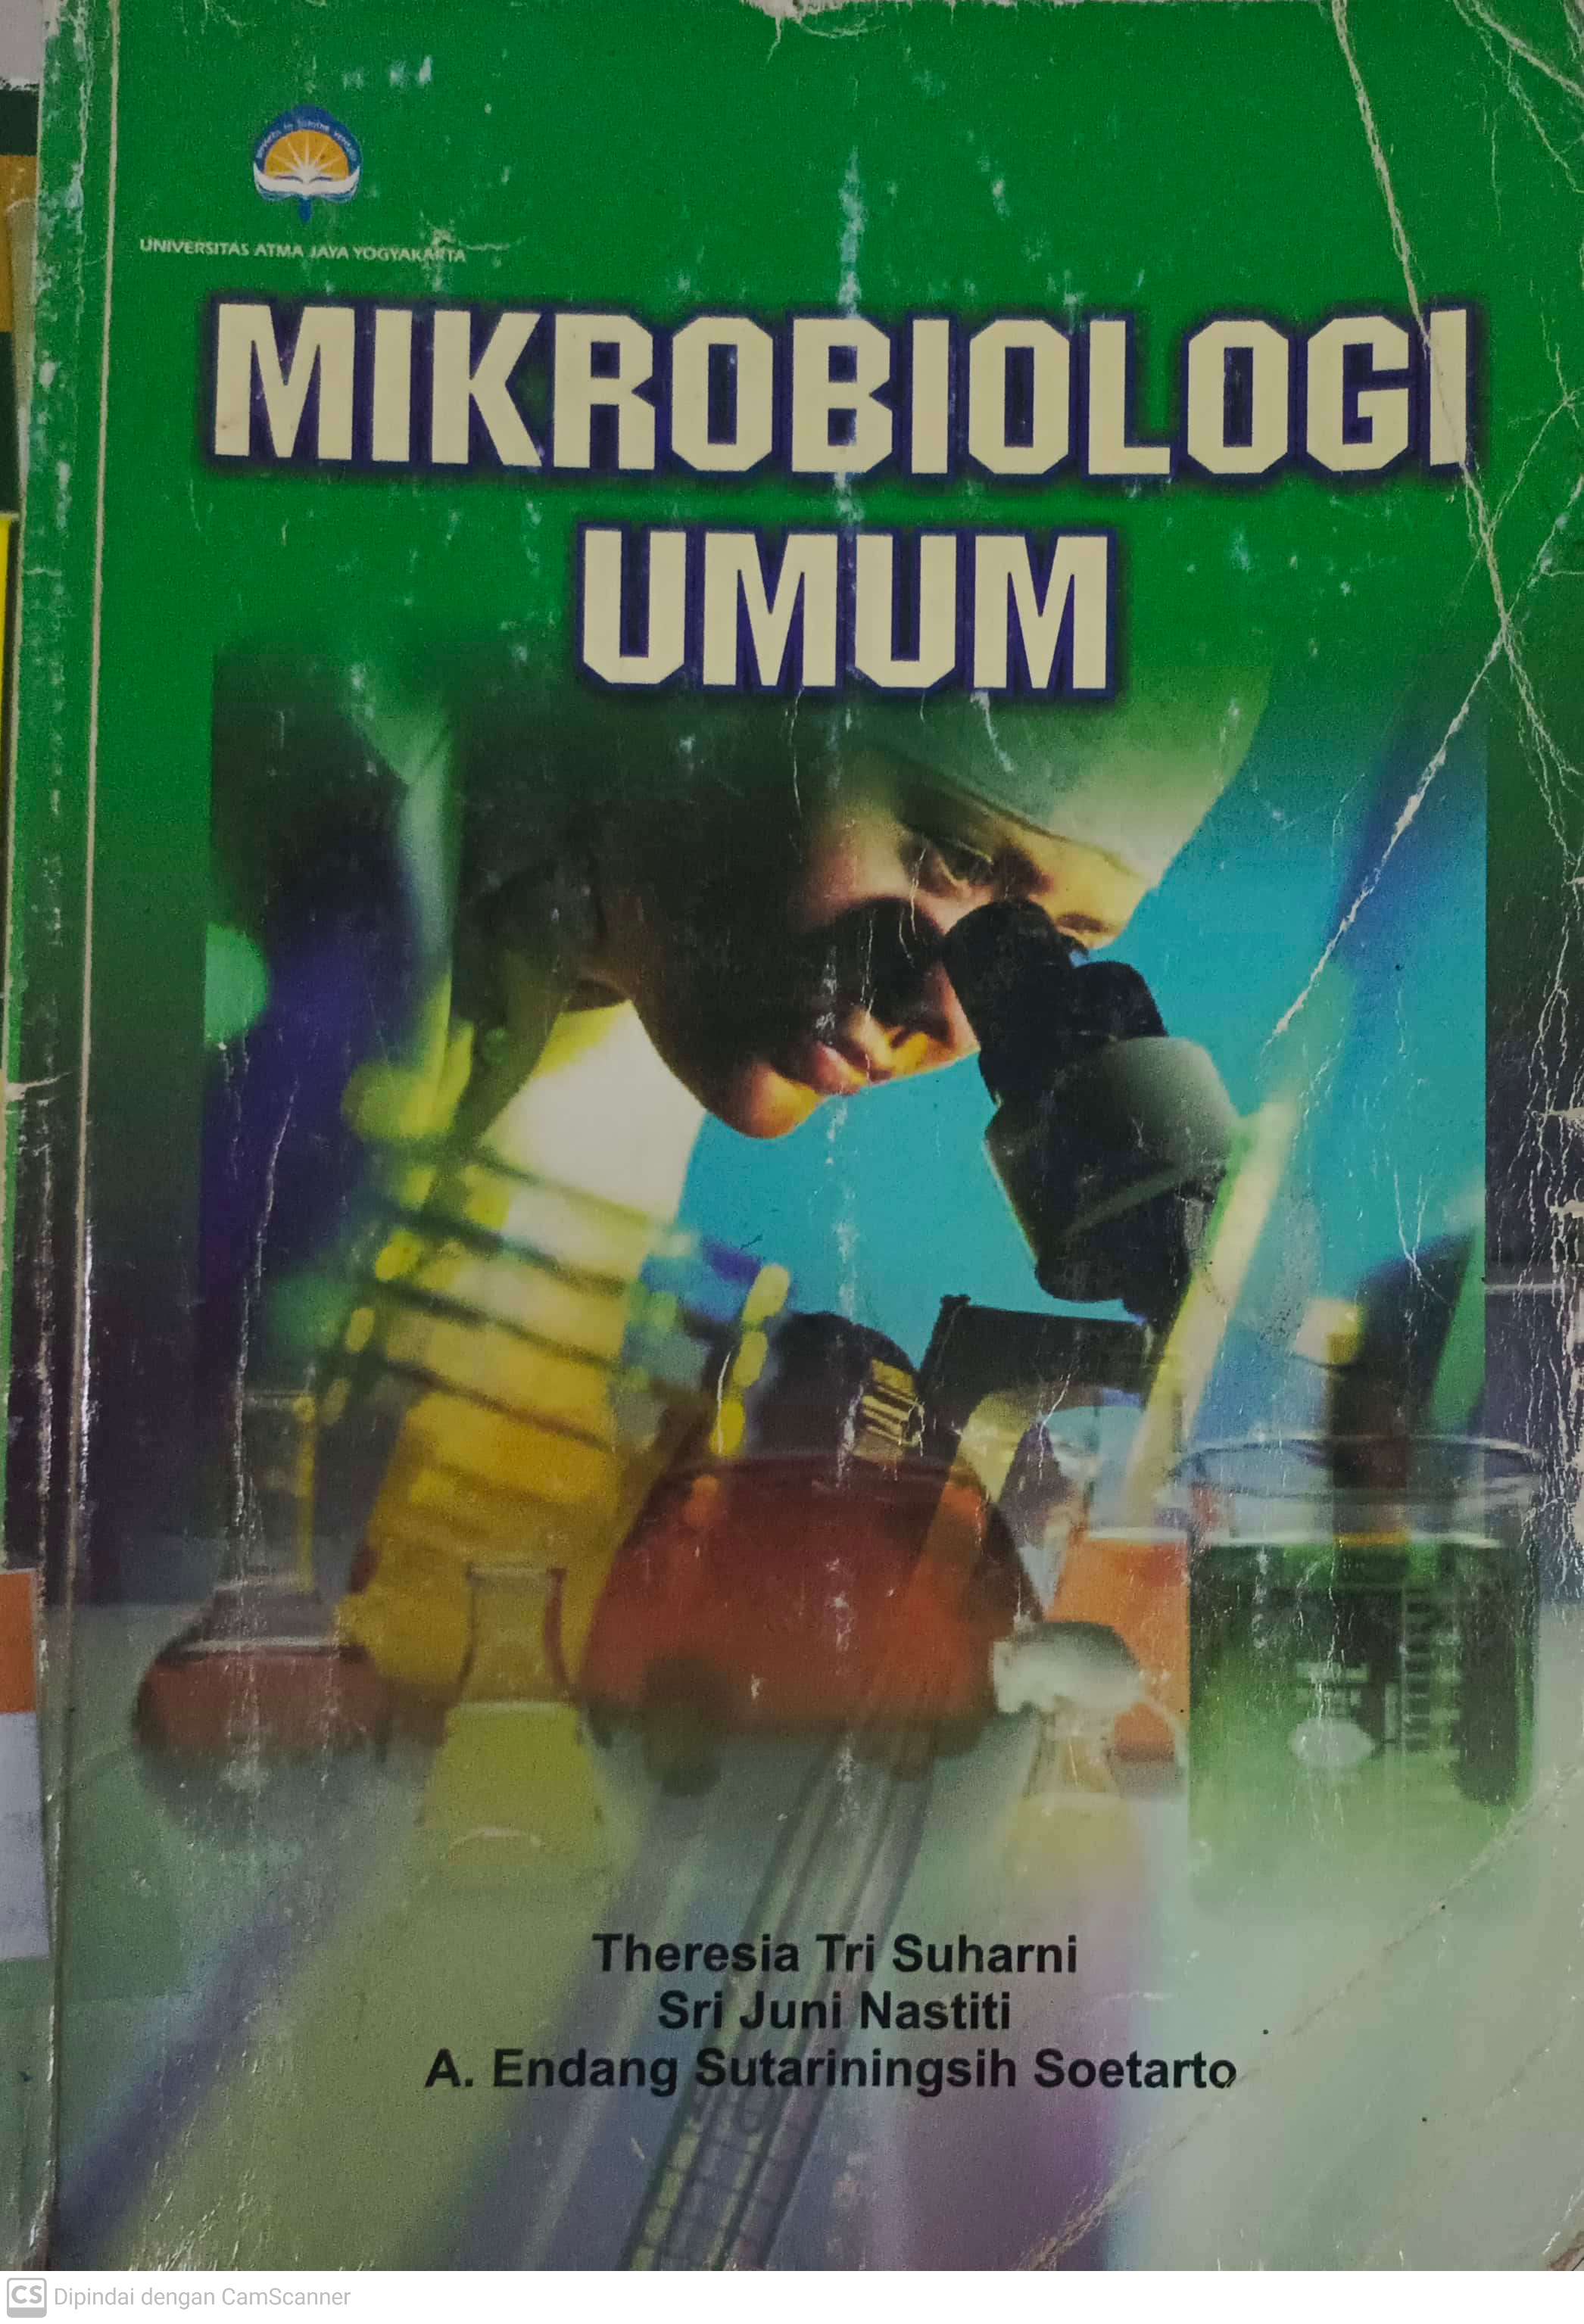 UNIVERSITAS ATMA JAYA YOGYAKARTA
MIKROBIOLOGI
UMUM
Theresia Tri Suharni
Sri Juni Nastiti
A. Endang Sutariningsih Soetarto
CS Dipindai dengan CamScanner